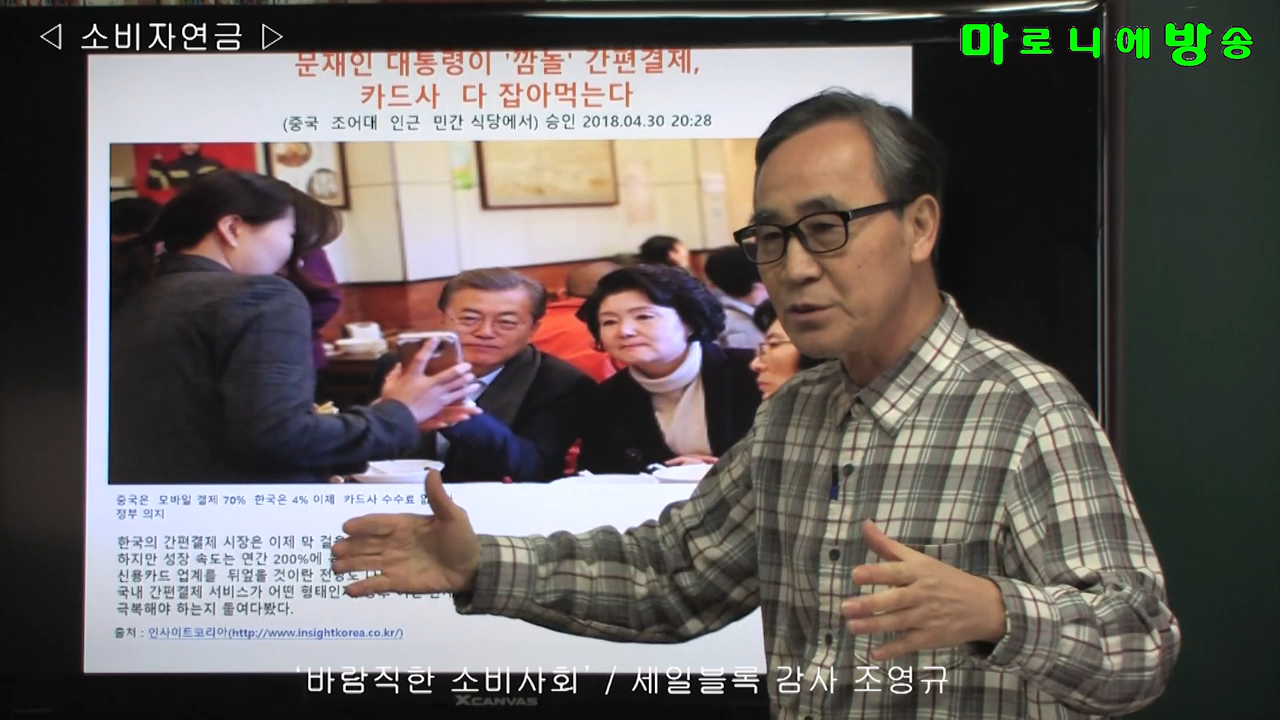 ◁ 소비자연금 ▷
마로니에방송
문재인 대통령이 '깜돌' 간편결제,
카드사 다 잡아먹는다
(중국 조어대 인근 민간 식당에서) 승인 2018.04.30 20:28
중국은 모바일 결제 70% 한국은 4% 이제 카드사 수수료
정부 의지
한국의 간편결제 시장은 이제 막
하지만 성장 속도는 연간 200%에
신용카드 업계를 뒤엎을 것이란
국내 간편결제 서비스가 어떤
극복해야 하는지 들여다봤다.
출처 : 인사이트코리아(http://www.insightkorea.co.kr/)
'바람직한 소비사회' / 세일블록 감사 조영규
XCANVAS